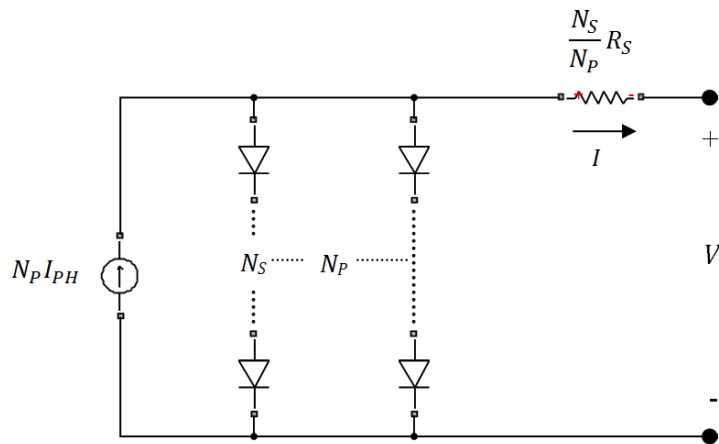 N_S
N_P R_S
+ -
I
+
N_P I_PH
N_S ...... N_P ..........
V
-